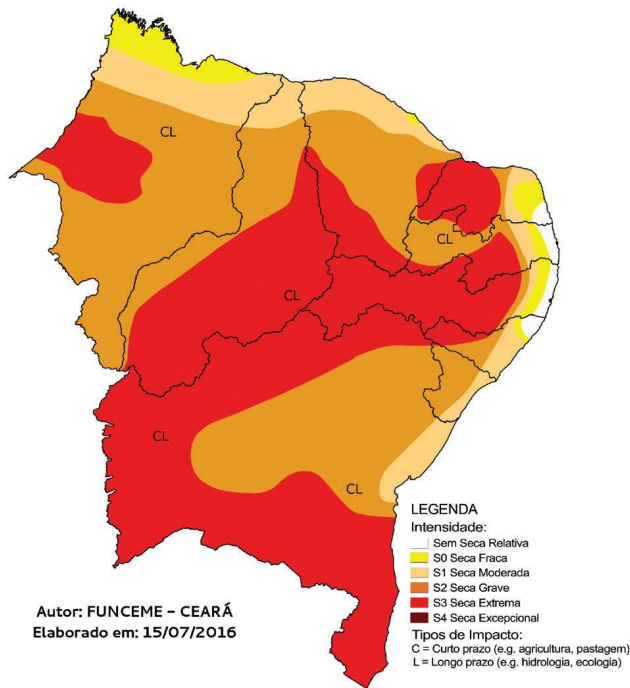 CL
CL
CL
CL
CL
LEGENDA
Intensidade:
Sem Seca Relativa
S0 Seca Fraca
S1 Seca Moderada
S2 Seca Grave
S3 Seca Extrema
S4 Seca Excepcional
Tipos de Impacto:
C = Curto prazo (e.g. agricultura, pastagem)
L = Longo prazo (e.g. hidrologia, ecologia)
Autor: FUNCEME – CEARÁ
Elaborado em: 15/07/2016